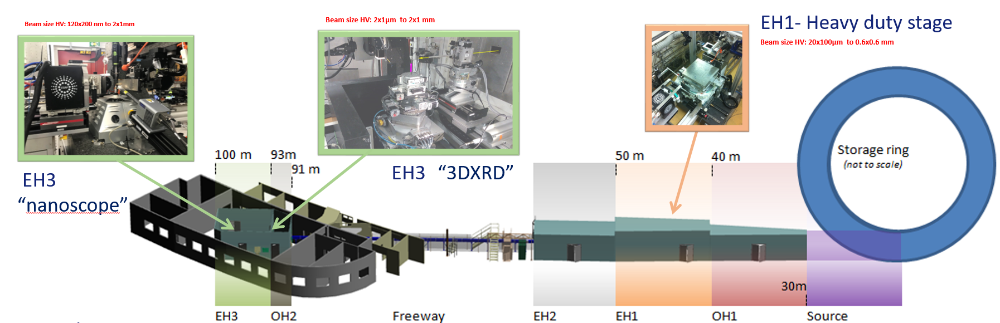 Beam size HV: 120x200 nm to 2x1mm
Beam size HV: 2x1µm  to 2x1 mm
EH1- Heavy duty stage
Beam size HV: 20x100µm  to 0.6x0.6 mm
100 m
93m
91 m
50 m
40 m
Storage ring
(not to scale)
EH3
“nanoscope”
EH3  “3DXRD”
30m
EH3
OH2
Freeway
EH2
EH1
OH1
Source